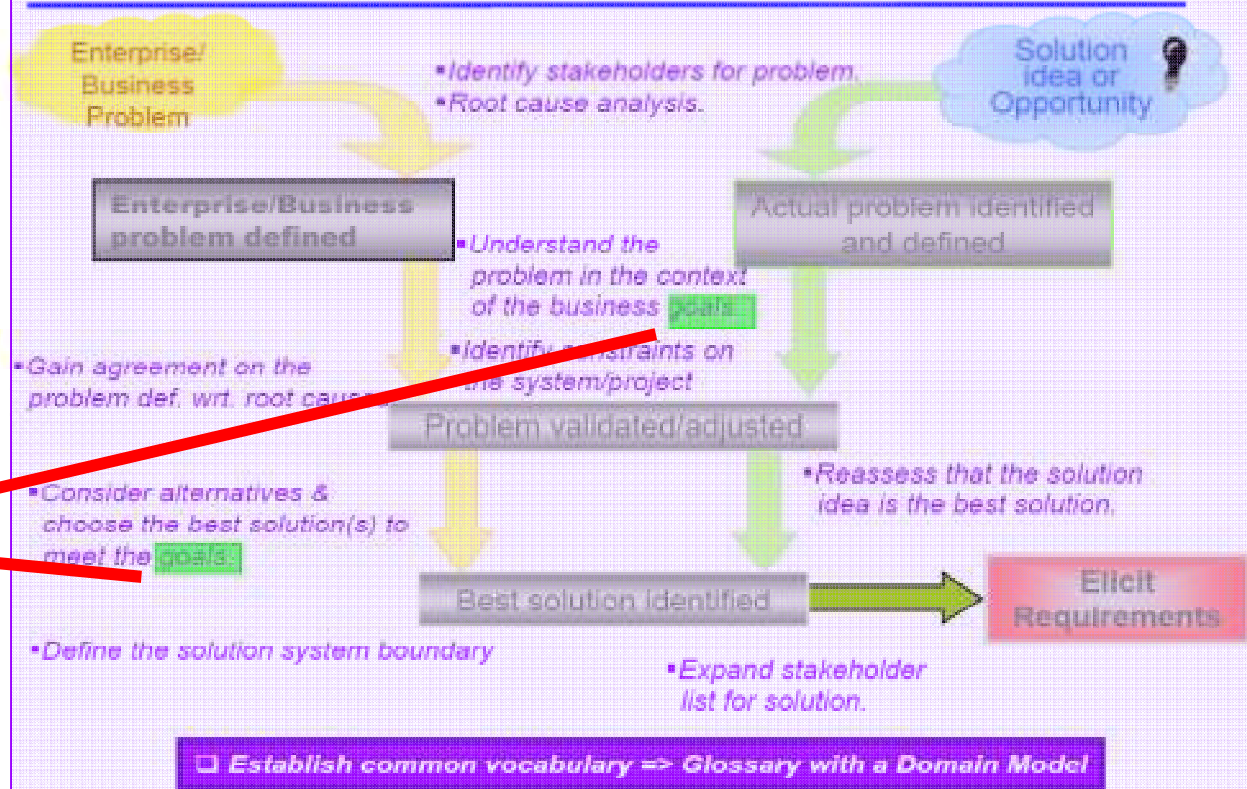 Enterprise/
Business
Problem
▪Identify stakeholders for problem.
▪Root cause analysis.
Solution
idea or
Opportunity
Enterprise/Business
problem defined
Actual problem identified
and defined
▪Understand the
problem in the context
of the business goals.
▪Identify constraints on
the system/project
▪Gain agreement on the
problem def. wrt. root causes
Problem validated/adjusted
▪Consider alternatives &
choose the best solution(s) to
meet the goals.
▪Reassess that the solution
idea is the best solution.
Best solution identified
Elicit
Requirements
▪Define the solution system boundary
▪Expand stakeholder
list for solution.
❑ Establish common vocabulary => Glossary with a Domain Model